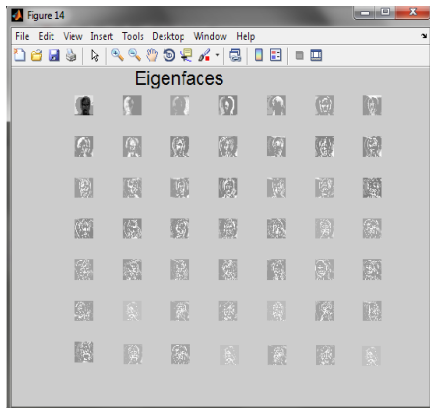 Figure 14
File Edit View Insert Tools Desktop Window Help
Eigenfaces